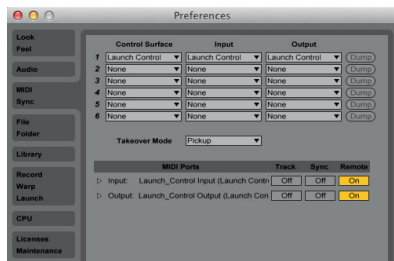 Preferences
Look
Feel
Audio
MIDI
Sync
File
Folder
Library
Record
Warp
Launch
CPU
Licenses
Maintenance
Control Surface Input Output
1 Launch Control Launch Control Launch Control Dump
2 None None None Dump
3 None None None Dump
4 None None None Dump
5 None None None Dump
6 None None None Dump
Takeover Mode Pickup
MIDI Ports Track Sync Remote
Input: Launch_Control Input (Launch Contr Off Off On
Output: Launch_Control Output (Launch Con Off Off On